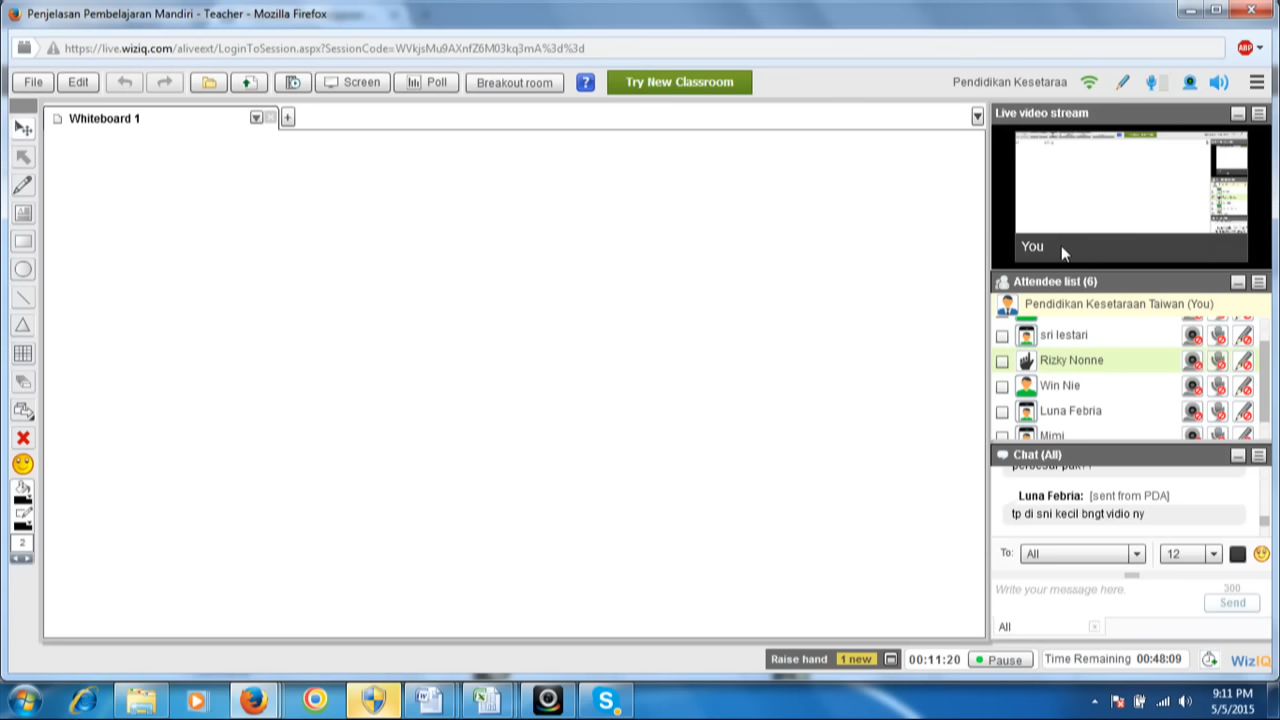 Penjelasan Pembelajaran Mandiri - Teacher - Mozilla Firefox
https://live.wiziq.com/aliveext/LoginToSession.aspx?SessionCode=WVkjsMu9AXnfZ6M03kq3mA%3d%3d
ABP
File Edit Screen Poll Breakout room ? Try New Classroom Pendidikan Kesetaraa
Whiteboard 1
Live video stream
You
Attendee list (6)
Pendidikan Kesetaraan Taiwan (You)
sri lestari
Rizky Nonne
Win Nie
Luna Febria
Mimi
Chat (All)
Luna Febria: [sent from PDA]
tp di sni kecil bngt vidio ny
To: All 12
Write your message here. 300
Send
All
2
Raise hand 1 new 00:11:20 Pause Time Remaining 00:48:09 WizIQ
9:11 PM
5/5/2015